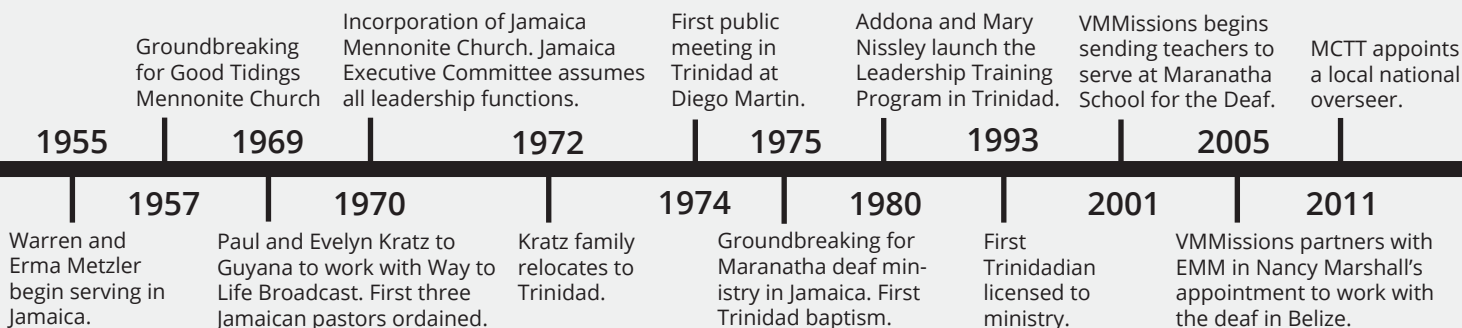 1955
Warren and
Erma Metzler
begin serving in
Jamaica.
Groundbreaking
for Good Tidings
Mennonite Church
1957
1969
Paul and Evelyn Kratz to
Guyana to work with Way to
Life Broadcast. First three
Jamaican pastors ordained.
Incorporation of Jamaica
Mennonite Church. Jamaica
Executive Committee assumes
all leadership functions.
1970
1972
Kratz family
relocates to
Trinidad.
First public
meeting in
Trinidad at
Diego Martin.
1974
1975
Groundbreaking for
Maranatha deaf min-
istry in Jamaica. First
Trinidad baptism.
Addona and Mary
Nissley launch the
Leadership Training
Program in Trinidad.
1980
1993
First
Trinidadian
licensed to
ministry.
VMMissions begins
sending teachers to
serve at Maranatha
School for the Deaf.
2001
2005
VMMissions partners with
EMM in Nancy Marshall’s
appointment to work with
the deaf in Belize.
MCTT appoints
a local national
overseer.
2011